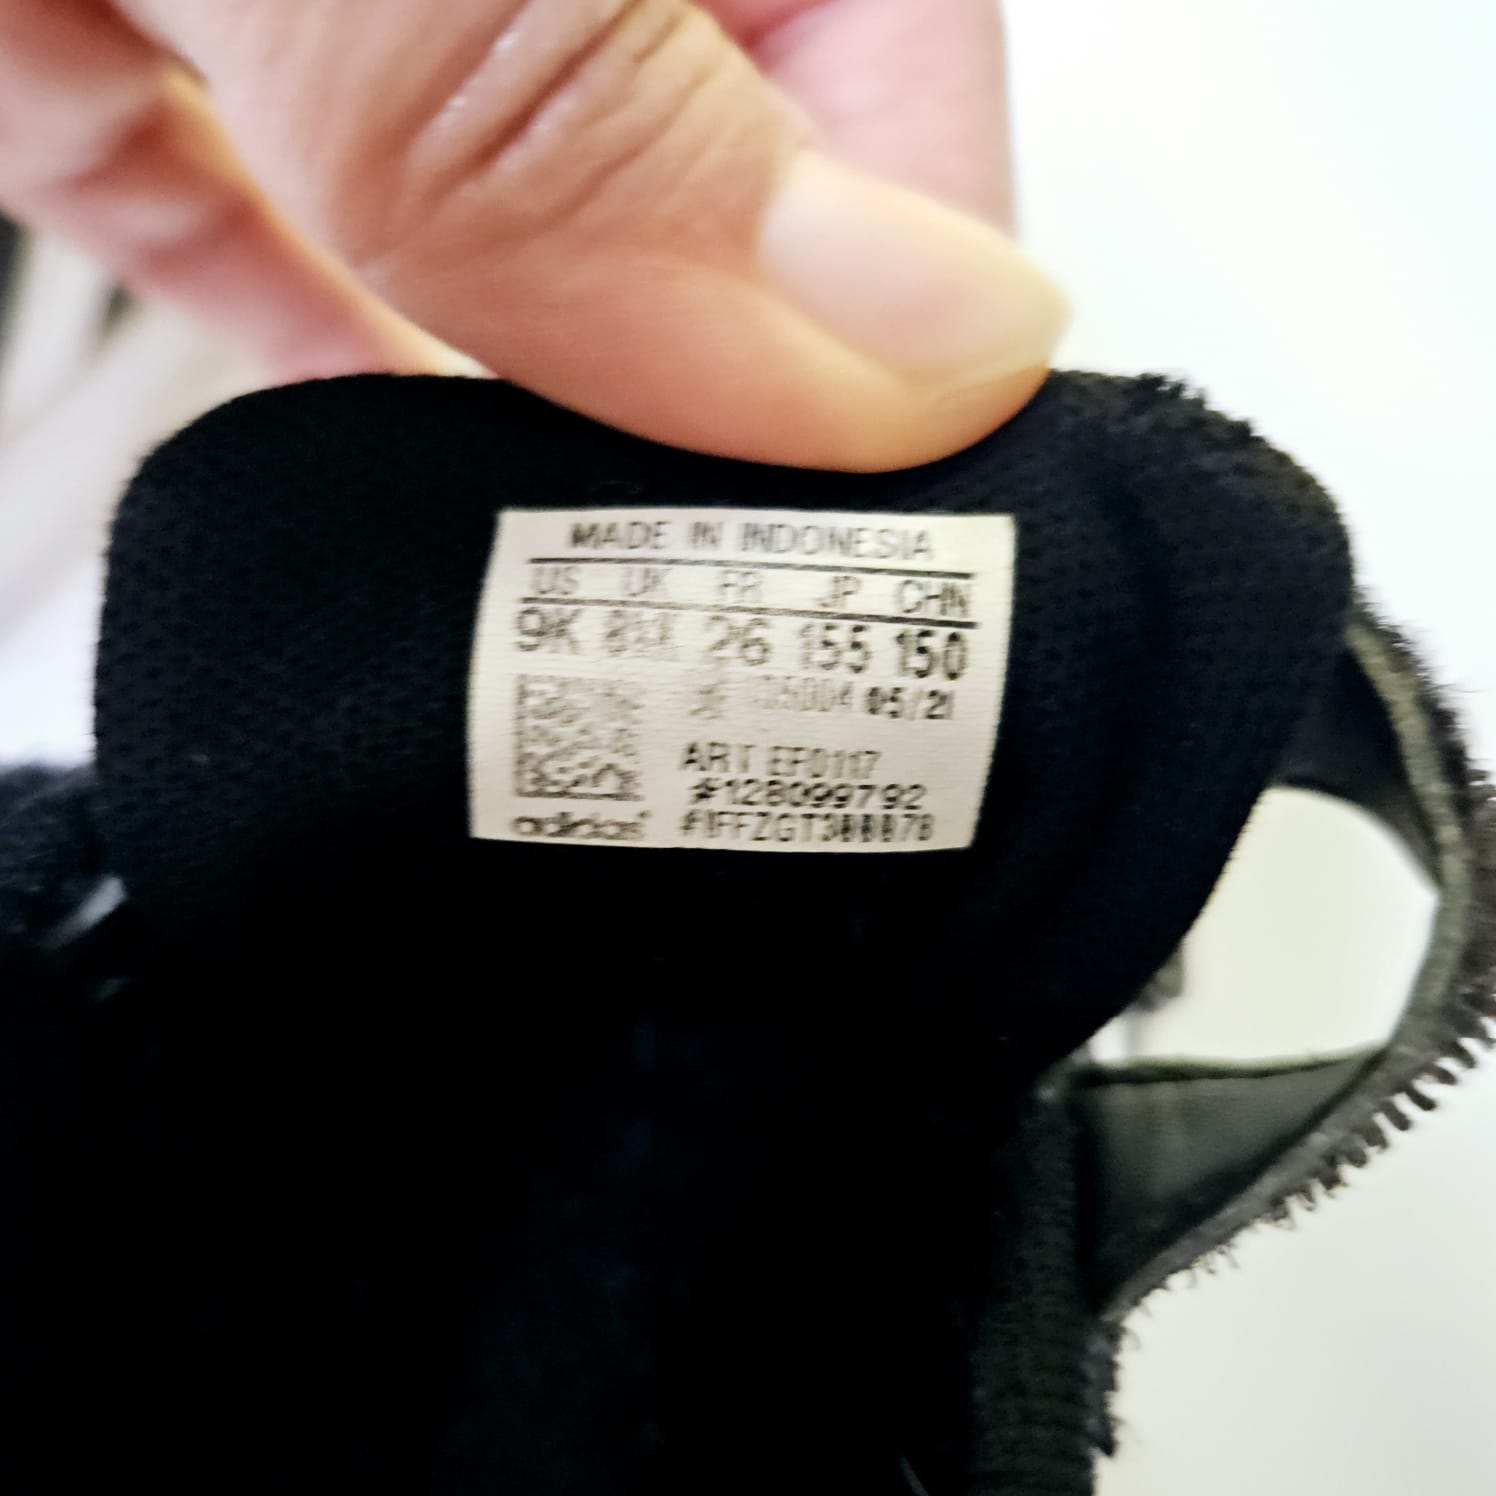 MADE IN INDONESIA
US UK FR JP CHN
9K 26 155 150
05/21
ART EF0117
#128099792
adidas